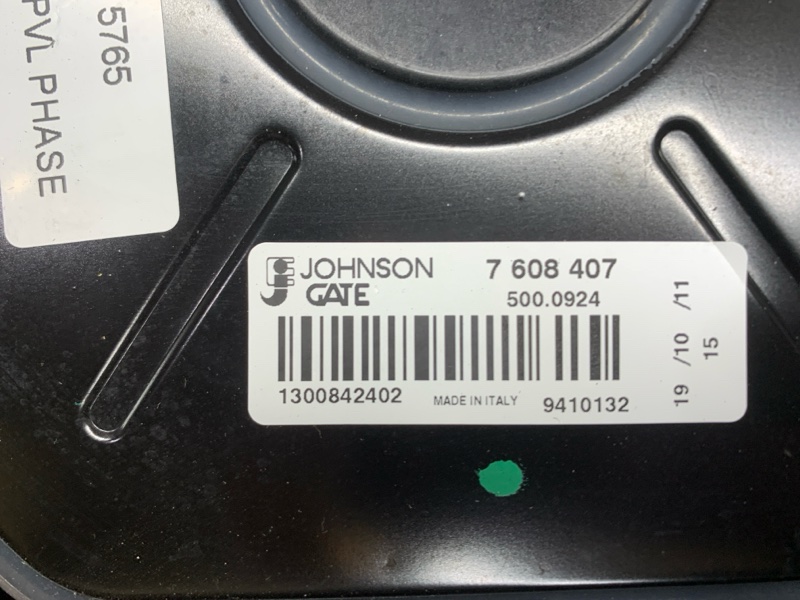 5765
PVL PHASE
JOHNSON
GATE
7 608 407
500.0924
1300842402
MADE IN ITALY
9410132
19 /10 /11
15